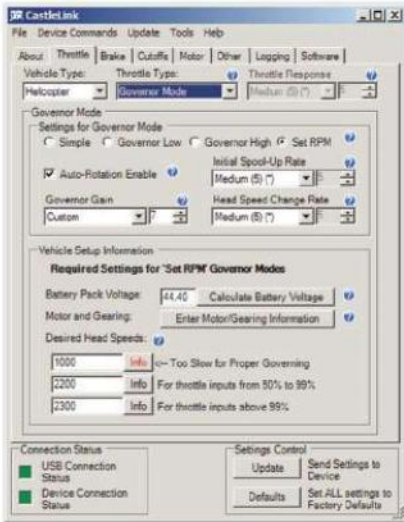 CastleLink
File Device Commands Update Tools Help
About Throttle Brake Cutoffs Motor Other Logging Software
Vehicle Type: Throttle Type: Throttle Response
Helicopter Governor Mode Medium (5) (*) 5
Governor Mode
Settings for Governor Mode
Simple Governor Low Governor High Set RPM
Auto-Rotation Enable
Initial Spool-Up Rate
Medium (5) (*) 5
Governor Gain Head Speed Change Rate
Custom 7 Medium (5) (*)
Vehicle Setup Information
Required Settings for 'Set RPM' Governor Modes
Battery Pack Voltage: 44.40 Calculate Battery Voltage
Motor and Gearing: Enter Motor/Gearing Information
Desired Head Speeds:
1000 Info <-- Too Slow for Proper Governing
2200 Info For throttle inputs from 50% to 99%
2300 Info For throttle inputs above 99%
Connection Status
USB Connection
Status
Device Connection
Status
Settings Control
Update Send Settings to
Device
Defaults Set ALL settings to
Factory Defaults